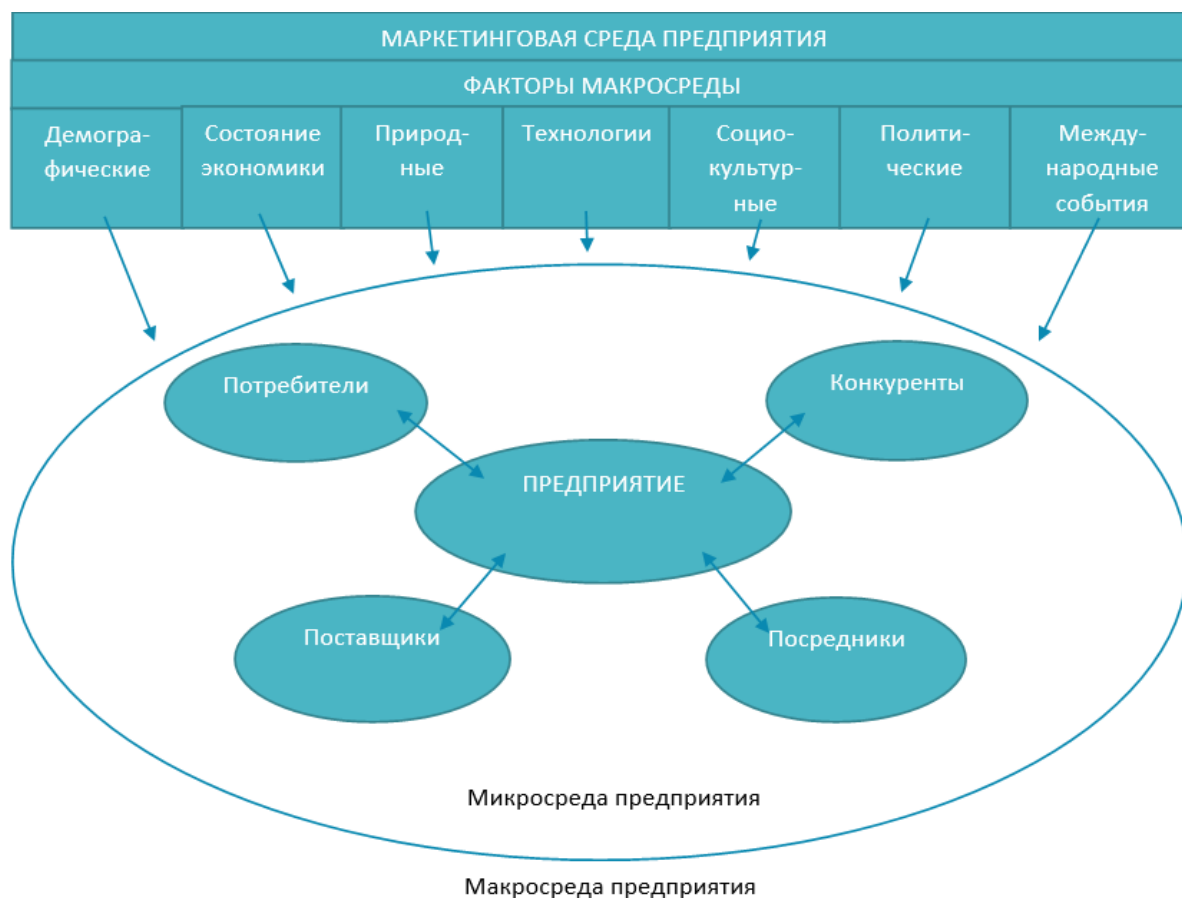 МАРКЕТИНГОВАЯ СРЕДА ПРЕДПРИЯТИЯ
ФАКТОРЫ МАКРОСРЕДЫ
Демогра-
фические
Состояние
экономики
Природ-
ные
Технологии
Социо-
культур-
ные
Полити-
ческие
Между-
народные
события
Потребители
Конкуренты
ПРЕДПРИЯТИЕ
Поставщики
Посредники
Микросреда предприятия
Макросреда предприятия